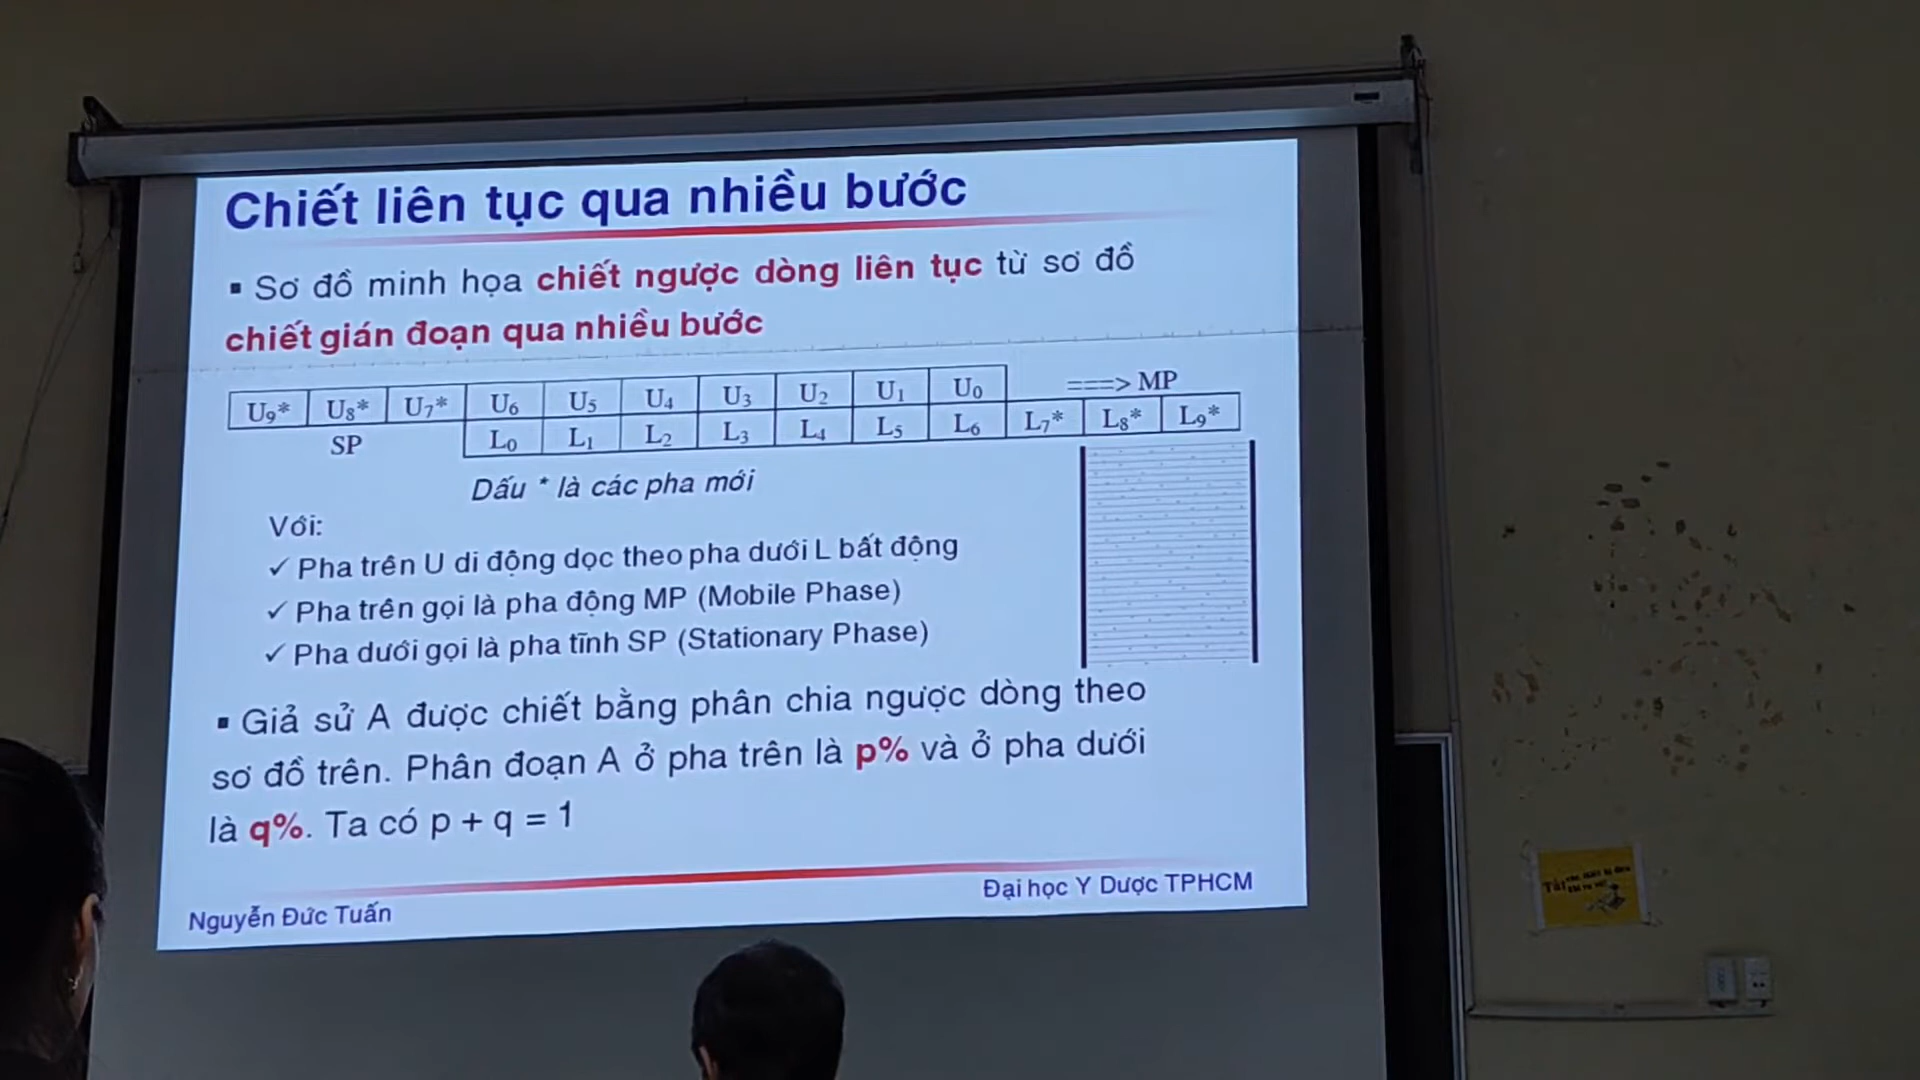 Chiết liên tục qua nhiều bước
▪ Sơ đồ minh họa chiết ngược dòng liên tục từ sơ đồ
chiết gián đoạn qua nhiều bước
U₉* U₈* U₇* U₆ U₅ U₄ U₃ U₂ U₁ U₀ ===> MP
SP L₀ L₁ L₂ L₃ L₄ L₅ L₆ L₇* L₈* L₉*
Dấu * là các pha mới
Với:
✓ Pha trên U di động dọc theo pha dưới L bất động
✓ Pha trên gọi là pha động MP (Mobile Phase)
✓ Pha dưới gọi là pha tĩnh SP (Stationary Phase)
▪ Giả sử A được chiết bằng phân chia ngược dòng theo
sơ đồ trên. Phân đoạn A ở pha trên là p% và ở pha dưới
là q%. Ta có p + q = 1
Nguyễn Đức Tuấn
Đại học Y Dược TPHCM